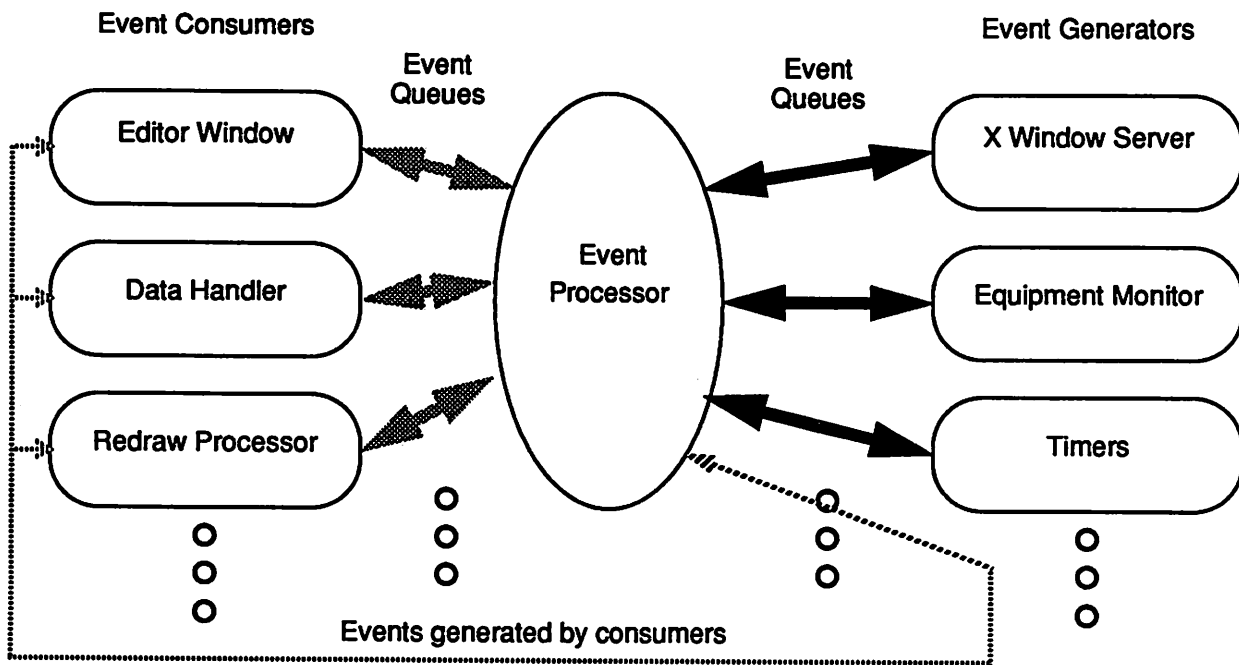 Event Consumers
Event Generators
Event
Queues
Event
Queues
Editor Window
X Window Server
Event
Processor
Data Handler
Equipment Monitor
Redraw Processor
Timers
Events generated by consumers